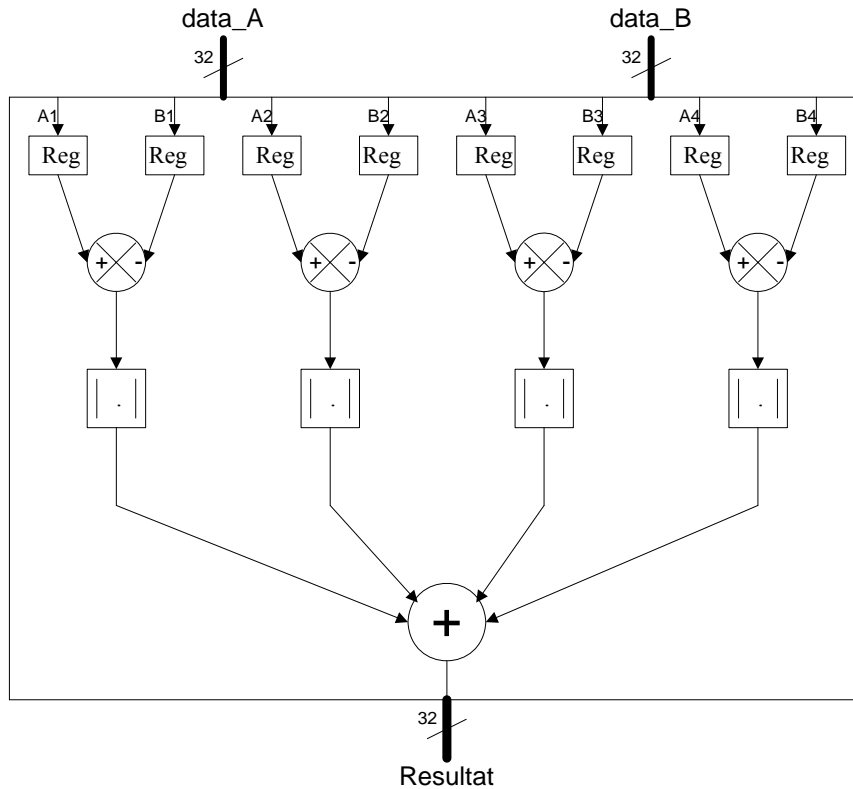 data_A data_B
32 32
A1 B1 A2 B2 A3 B3 A4 B4
Reg Reg Reg Reg Reg Reg Reg Reg
+ - + - + - + -
| . | | . | | . | | . |
+
32
Resultat